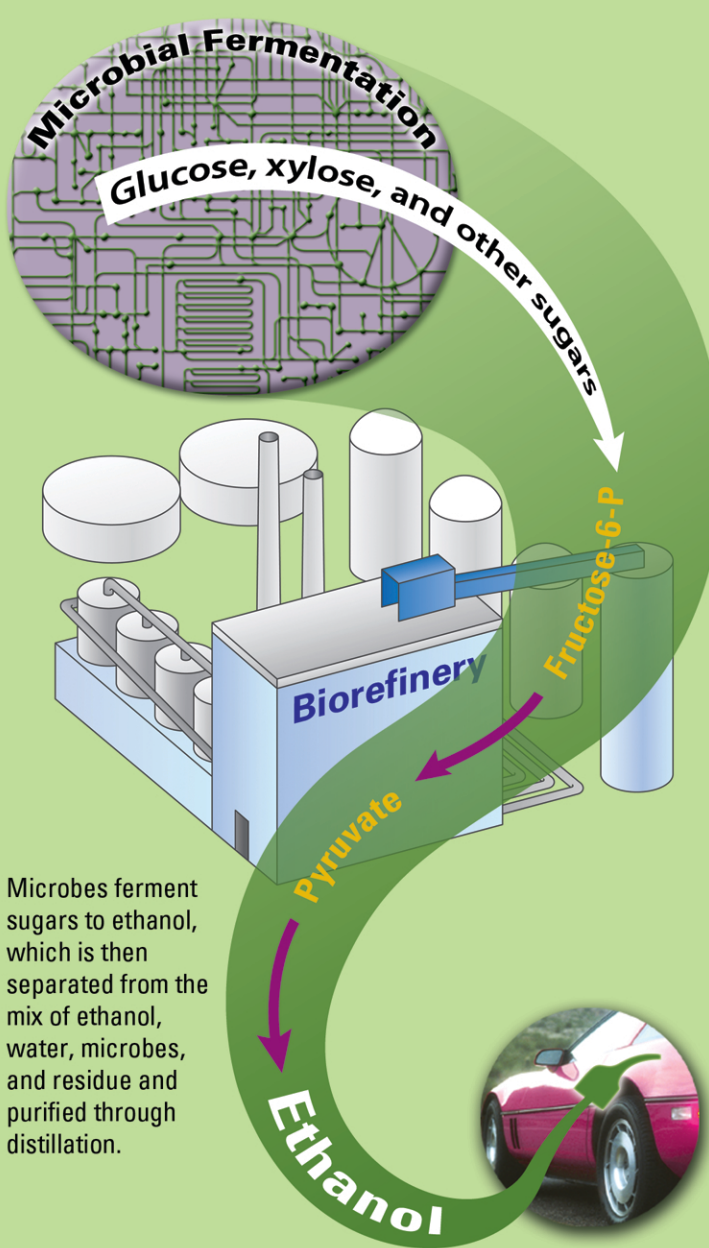 Microbial Fermentation
Glucose, xylose, and other sugars
Fructose-6-P
Biorefinery
Pyruvate
Microbes ferment
sugars to ethanol,
which is then
separated from the
mix of ethanol,
water, microbes,
and residue and
purified through
distillation.
Ethanol